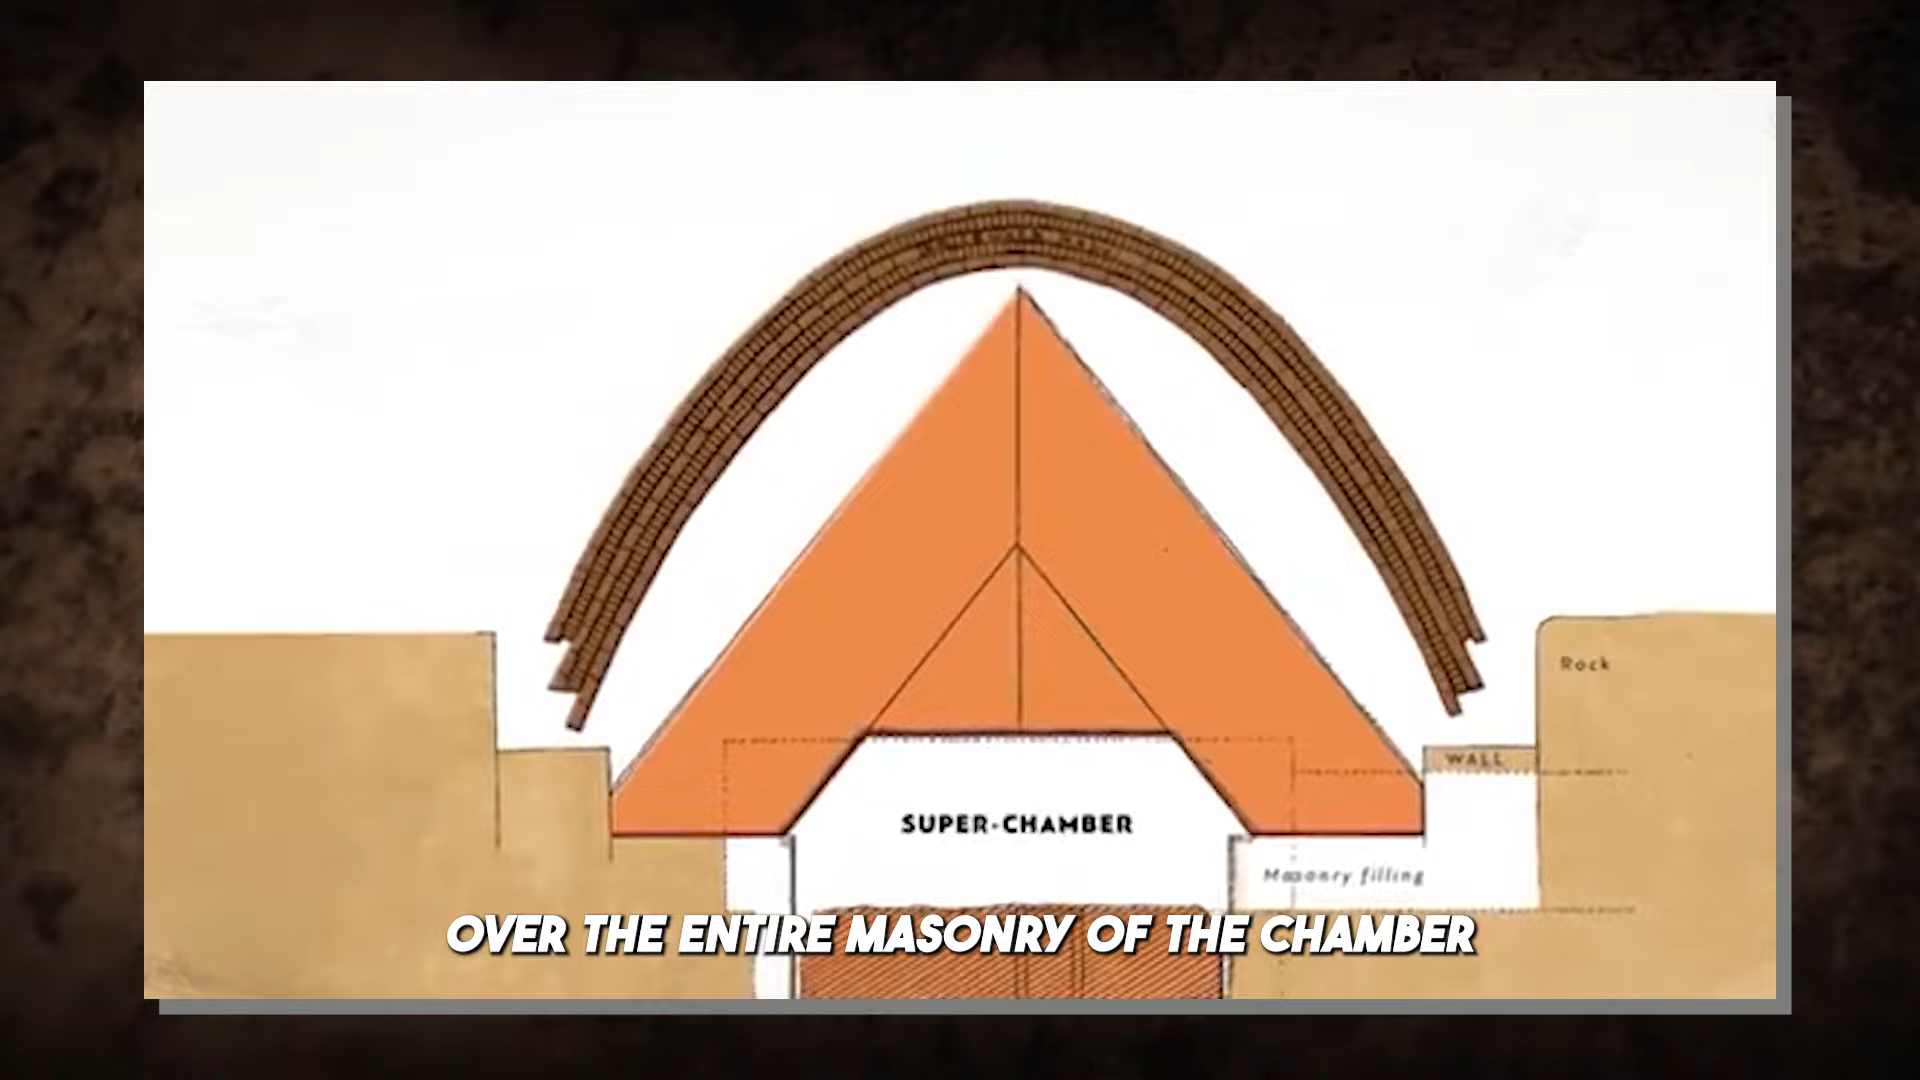 Rock
WALL
SUPER-CHAMBER
Masonry filling
OVER THE ENTIRE MASONRY OF THE CHAMBER